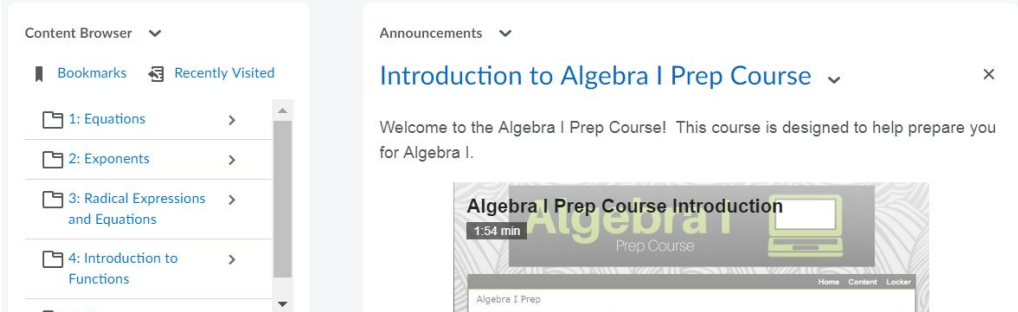 Content Browser
Bookmarks
Recently Visited
1: Equations
2: Exponents
3: Radical Expressions
and Equations
4: Introduction to
Functions
Announcements
Introduction to Algebra I Prep Course
Welcome to the Algebra I Prep Course! This course is designed to help prepare you
for Algebra I.
Algebra I Prep Course Introduction
1:54 min
Algebra I
Prep Course
Home Content Locker
Algebra I Prep